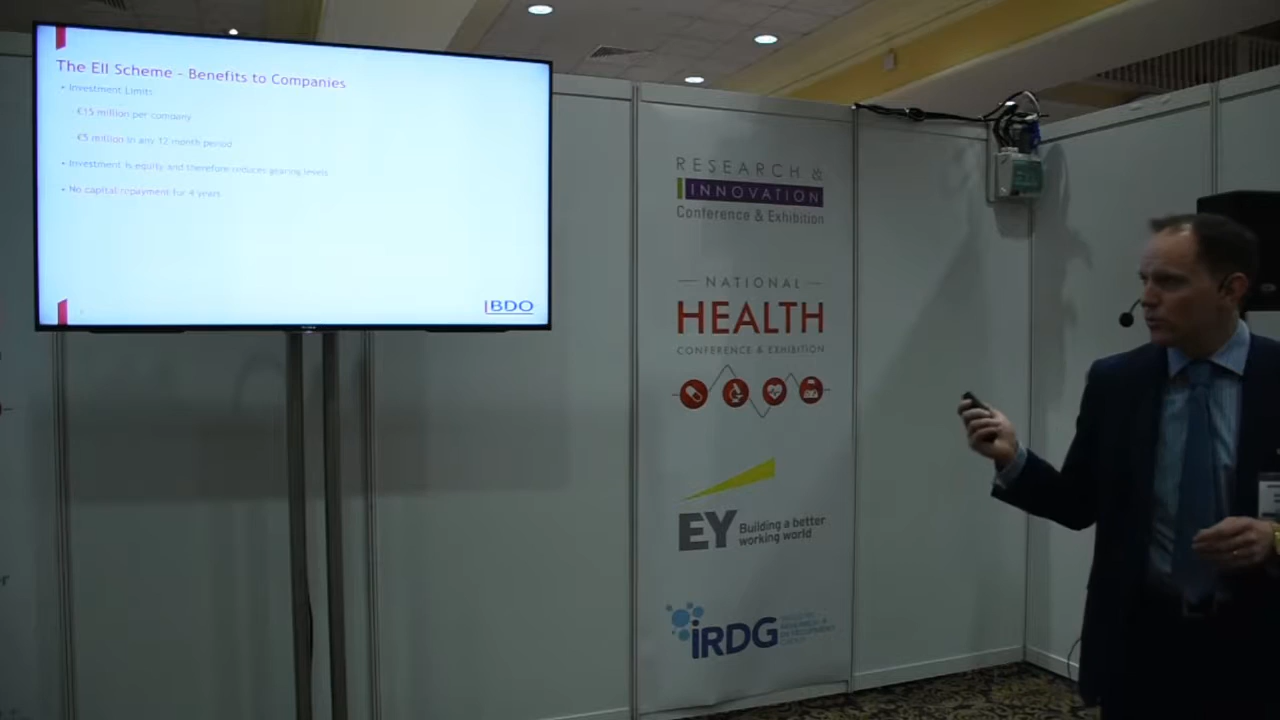 The EII Scheme - Benefits to Companies
• Investment Limits:
€15 million per company
€5 million in any 12 month period
• Investment is equity and therefore reduces gearing levels
• No capital repayment for 4 years
BDO
RESEARCH &
INNOVATION
Conference & Exhibition
NATIONAL
HEALTH
CONFERENCE & EXHIBITION
EY Building a better
working world
iRDG